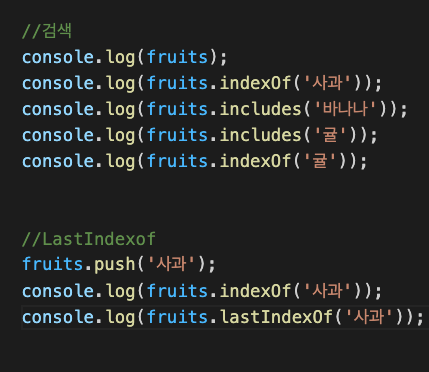 //검색
console.log(fruits);
console.log(fruits.indexOf('사과'));
console.log(fruits.includes('바나나'));
console.log(fruits.includes('귤'));
console.log(fruits.indexOf('귤'));
//LastIndexof
fruits.push('사과');
console.log(fruits.indexOf('사과'));
console.log(fruits.lastIndexOf('사과'));